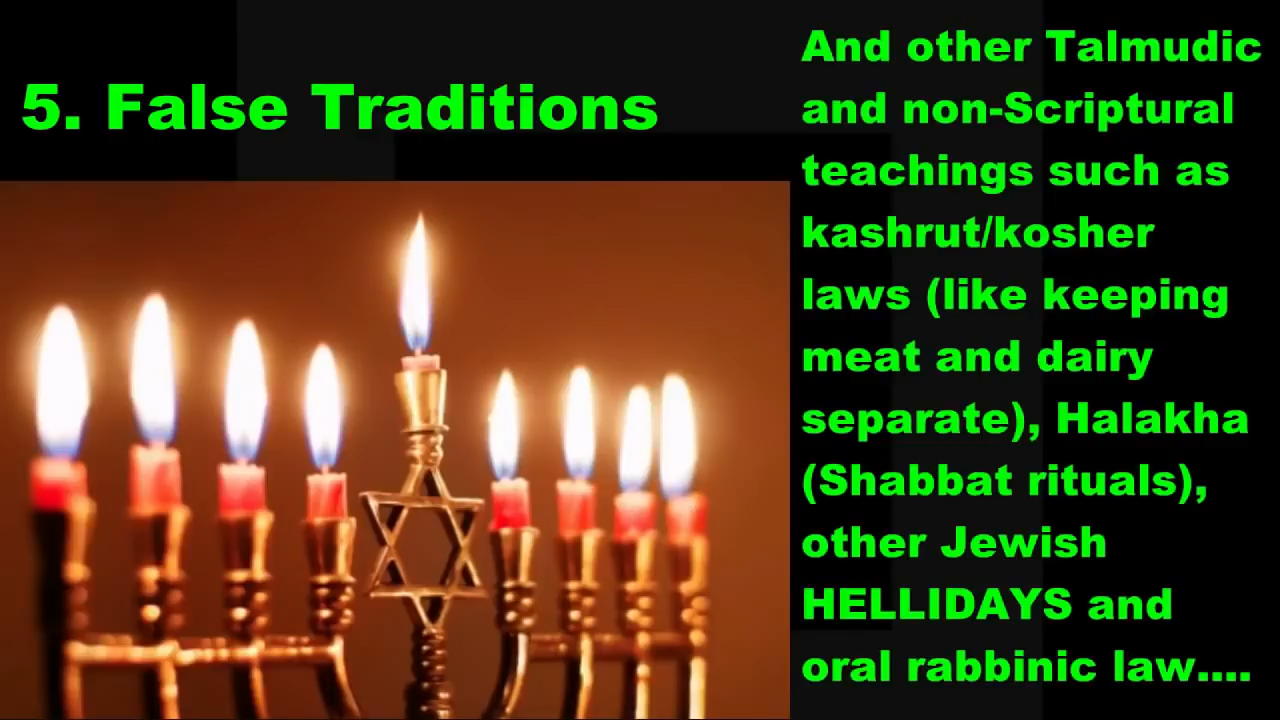 5. False Traditions
And other Talmudic
and non-Scriptural
teachings such as
kashrut/kosher
laws (like keeping
meat and dairy
separate), Halakha
(Shabbat rituals),
other Jewish
HELLIDAYS and
oral rabbinic law....